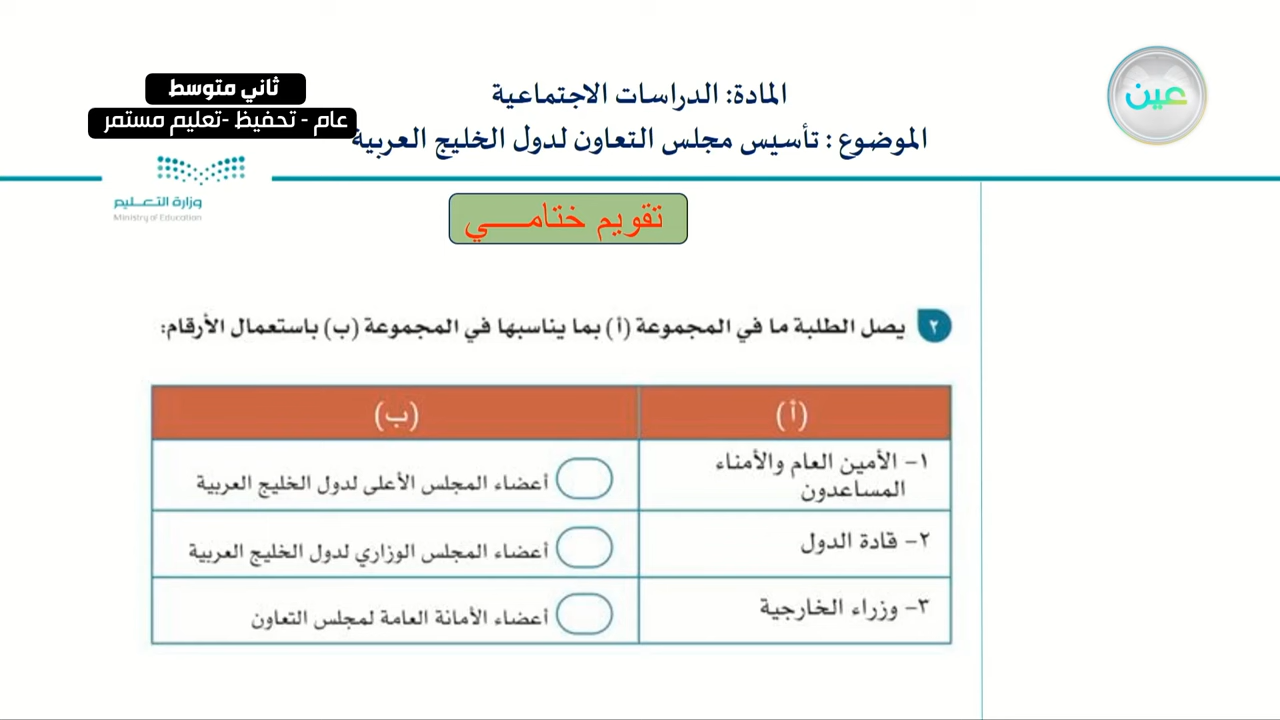 عين
المادة: الدراسات الاجتماعية
ثاني متوسط
الموضوع : تأسيس مجلس التعاون لدول الخليج العربية
عام - تحفيظ -تعليم مستمر
وزارة التعـليم
Ministry of Education
تقويم ختامـــــي
٢ يصل الطلبة ما في المجموعة (أ) بما يناسبها في المجموعة (ب) باستعمال الأرقام:
(أ) (ب)
١- الأمين العام والأمناء
المساعدون
أعضاء المجلس الأعلى لدول الخليج العربية
٢- قادة الدول
أعضاء المجلس الوزاري لدول الخليج العربية
٣- وزراء الخارجية
أعضاء الأمانة العامة لمجلس التعاون